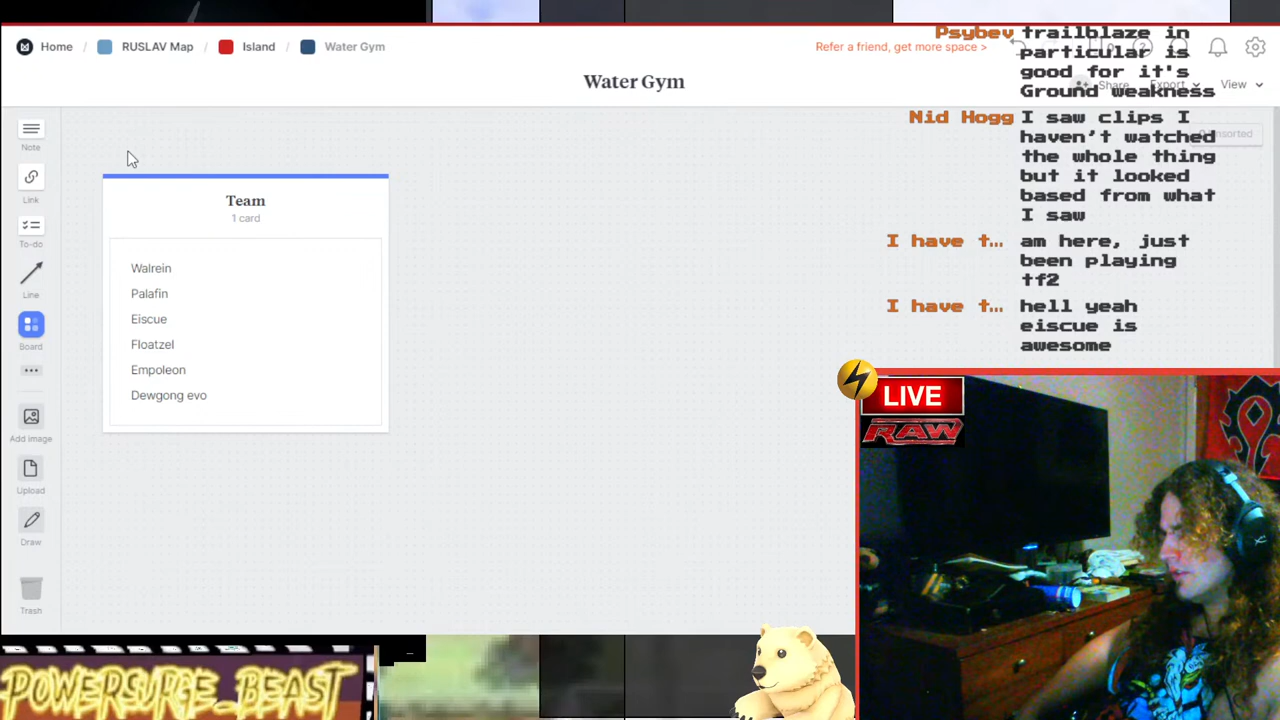 Home / RUSLAV Map / Island / Water Gym
Refer a friend, get more space >
Water Gym
Share
Export
View
Note
Link
To-do
Line
Board
Add image
Upload
Draw
Trash
Team
1 card
Walrein
Palafin
Eiscue
Floatzel
Empoleon
Dewgong evo
Psybev trailblaze in
particular is
good for it's
Ground weakness
Nid Hogg I saw clips I
haven't watched
the whole thing
but it looked
based from what
I saw
I have t… am here, just
been playing
tf2
I have t… hell yeah
eiscue is
awesome
LIVE
RAW
POWERSURGE_BEAST